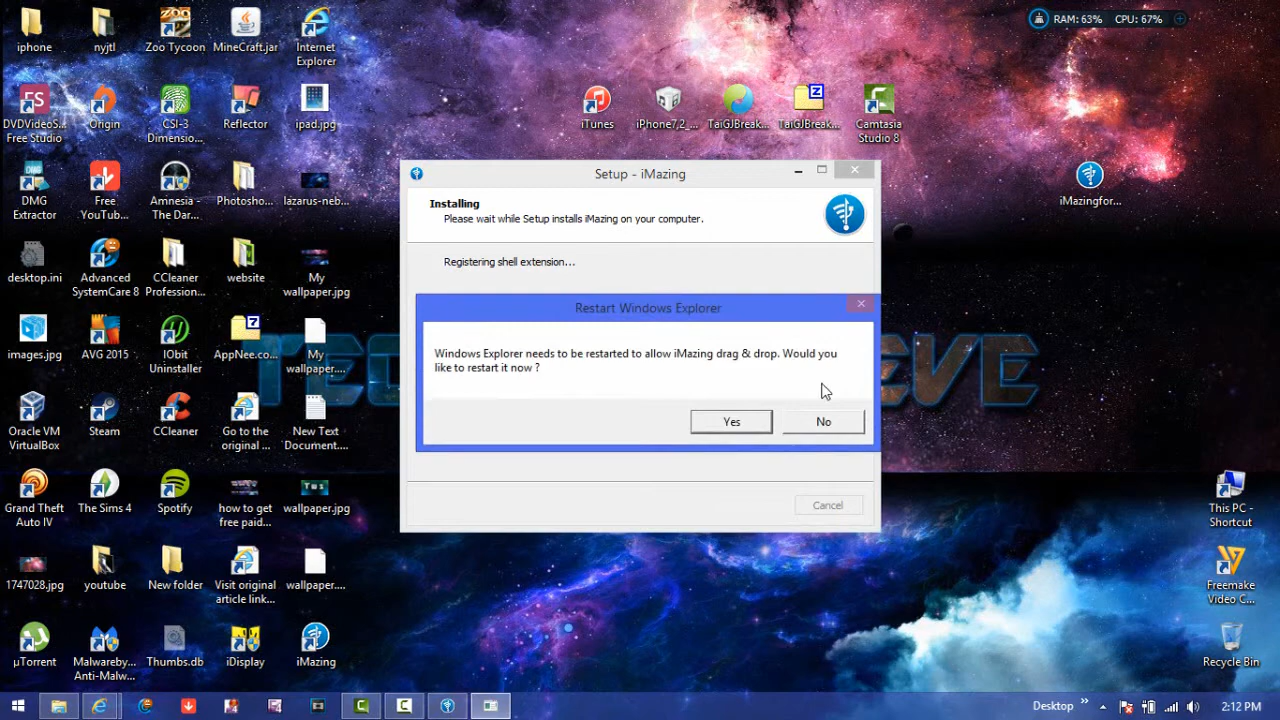 RAM: 63% CPU: 67%
iphone
nyjtl
Zoo Tycoon
MineCraft.jar
Internet
Explorer
DVDVideoS...
Free Studio
Origin
CSI-3
Dimensio...
Reflector
ipad.jpg
iTunes
iPhone7,2_...
TaiGJBreak...
TaiGJBreak...
Camtasia
Studio 8
DMG
Extractor
Free
YouTub...
Amnesia -
The Dar...
Photosho...
lazarus-neb...
iMazingfor...
desktop.ini
Advanced
SystemCare 8
CCleaner
Profession...
website
My
wallpaper.jpg
images.jpg
AVG 2015
IObit
Uninstaller
AppNee.co...
My
wallpaper....
Oracle VM
VirtualBox
Steam
CCleaner
Go to the
original ...
New Text
Document....
Grand Theft
Auto IV
The Sims 4
Spotify
how to get
free paid...
wallpaper.jpg
1747028.jpg
youtube
New folder
Visit original
article link...
wallpaper....
µTorrent
Malwareby...
Anti-Malw...
Thumbs.db
iDisplay
iMazing
Setup - iMazing
Installing
Please wait while Setup installs iMazing on your computer.
Registering shell extension...
Restart Windows Explorer
Windows Explorer needs to be restarted to allow iMazing drag & drop. Would you
like to restart it now ?
Yes
No
Cancel
This PC -
Shortcut
Freemake
Video C...
Recycle Bin
Desktop
2:12 PM